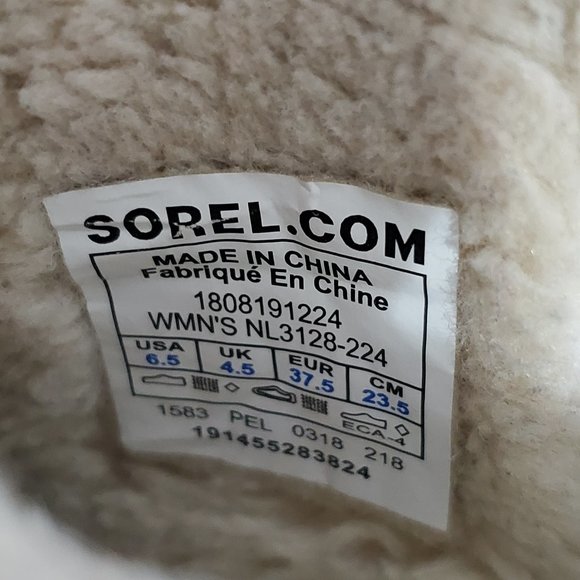 SOREL.COM
MADE IN CHINA
Fabriqué En Chine
1808191224
WMN'S NL3128-224
USA UK EUR CM
6.5 4.5 37.5 23.5
ECA-4
1583 PEL 0318 218
191455283824